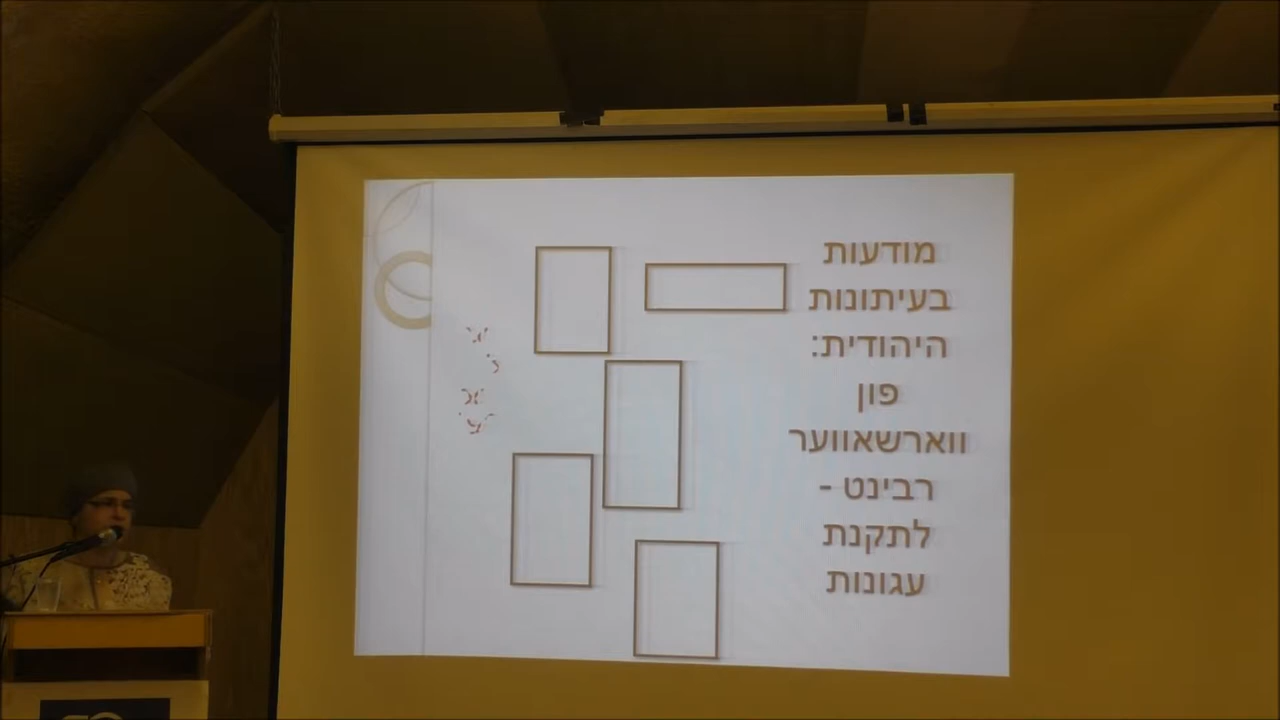 מודעות
בעיתונות
היהודית:
פון
ווארשאווער
רבינט -
לתקנת
עגונות